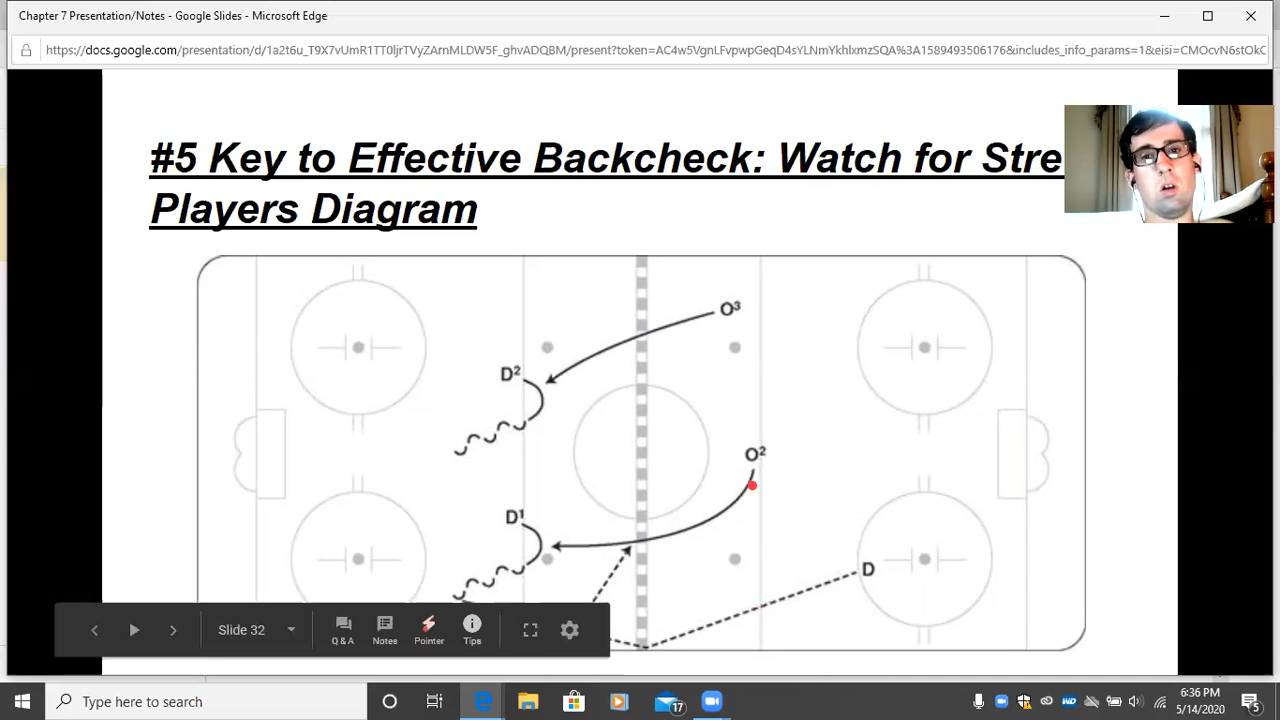 Chapter 7 Presentation/Notes - Google Slides - Microsoft Edge
https://docs.google.com/presentation/d/1a2t6u_T9X7vUmR1TT0ljrTVyZArnMLDW5F_ghvADQBM/present?token=AC4w5VgnLFvpwpGeqD4sYLNmYkhlxmzSQA%3A1589493506176&includes_info_params=1&eisi=CMOcvN6stOkC
#5 Key to Effective Backcheck: Watch for Stre
Players Diagram
O³
D²
O²
D¹
D
Slide 32
Q & A
Notes
Pointer
Tips
Type here to search
17
6:36 PM
5/14/2020
5